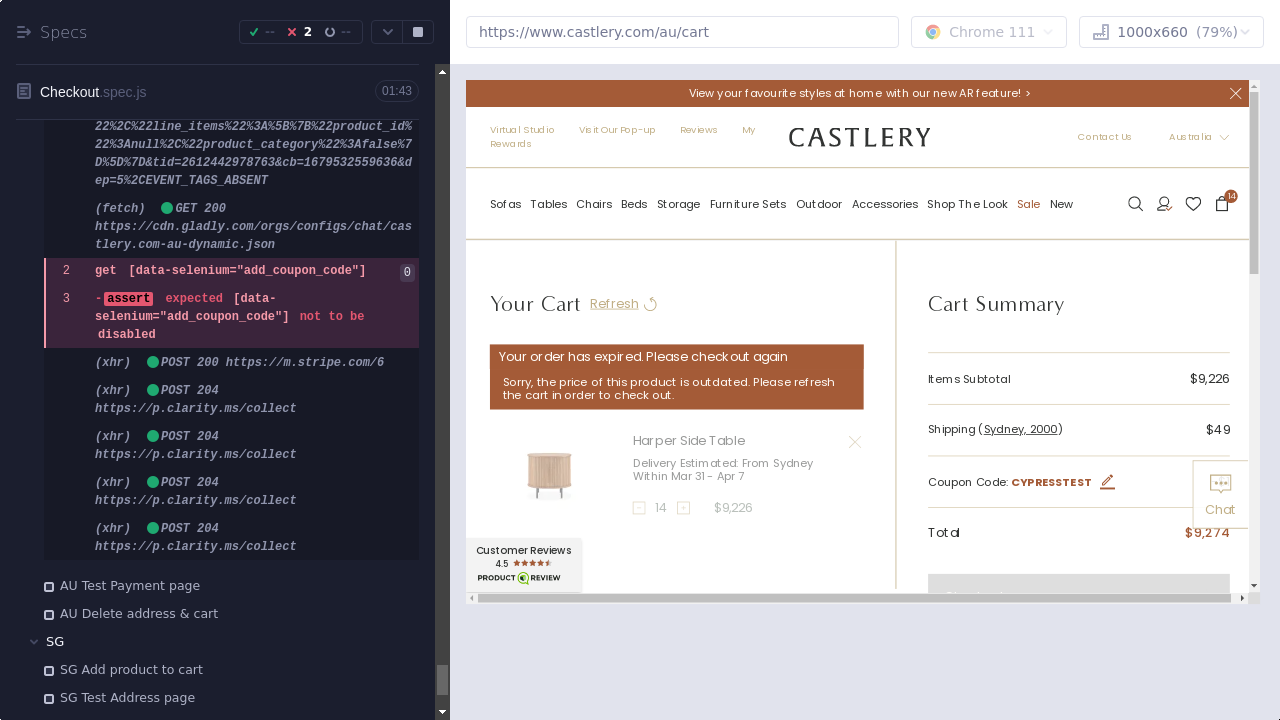 Specs
--
2
--
https://www.castlery.com/au/cart
Chrome 111
1000x660 (79%)
Checkout.spec.js
01:43
22%2C%22line_items%22%3A%5B%7B%22product_id%
22%3Anull%2C%22product_category%22%3Afalse%7
D%5D%7D&tid=2612442978763&cb=1679532559636&d
ep=5%2CEVENT_TAGS_ABSENT
(fetch) GET 200
https://cdn.gladly.com/orgs/configs/chat/cas
tlery.com-au-dynamic.json
2 get [data-selenium="add_coupon_code"] 0
3 -assert expected [data-
selenium="add_coupon_code"] not to be
disabled
(xhr) POST 200 https://m.stripe.com/6
(xhr) POST 204
https://p.clarity.ms/collect
(xhr) POST 204
https://p.clarity.ms/collect
(xhr) POST 204
https://p.clarity.ms/collect
(xhr) POST 204
https://p.clarity.ms/collect
AU Test Payment page
AU Delete address & cart
SG
SG Add product to cart
SG Test Address page
View your favourite styles at home with our new AR feature! >
Virtual Studio Visit Our Pop-up Reviews My
Rewards
CASTLERY
Contact Us Australia
Sofas Tables Chairs Beds Storage Furniture Sets Outdoor Accessories Shop The Look Sale New
14
Your Cart Refresh
Your order has expired. Please checkout again
Sorry, the price of this product is outdated. Please refresh
the cart in order to check out.
Harper Side Table
Delivery Estimated: From Sydney
Within Mar 31 - Apr 7
- 14 + $9,226
Customer Reviews
4.5
PRODUCT REVIEW
Cart Summary
Items Subtotal $9,226
Shipping (Sydney, 2000) $49
Coupon Code: CYPRESSTEST
Chat
Total $9,274